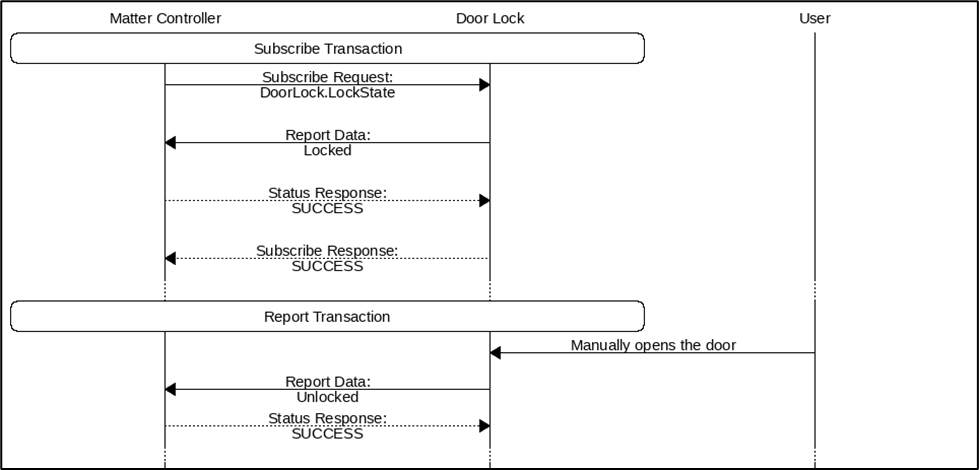 Matter Controller
Door Lock
User
Subscribe Transaction
Subscribe Request:
DoorLock.LockState
Report Data:
Locked
Status Response:
SUCCESS
Subscribe Response:
SUCCESS
Report Transaction
Manually opens the door
Report Data:
Unlocked
Status Response:
SUCCESS